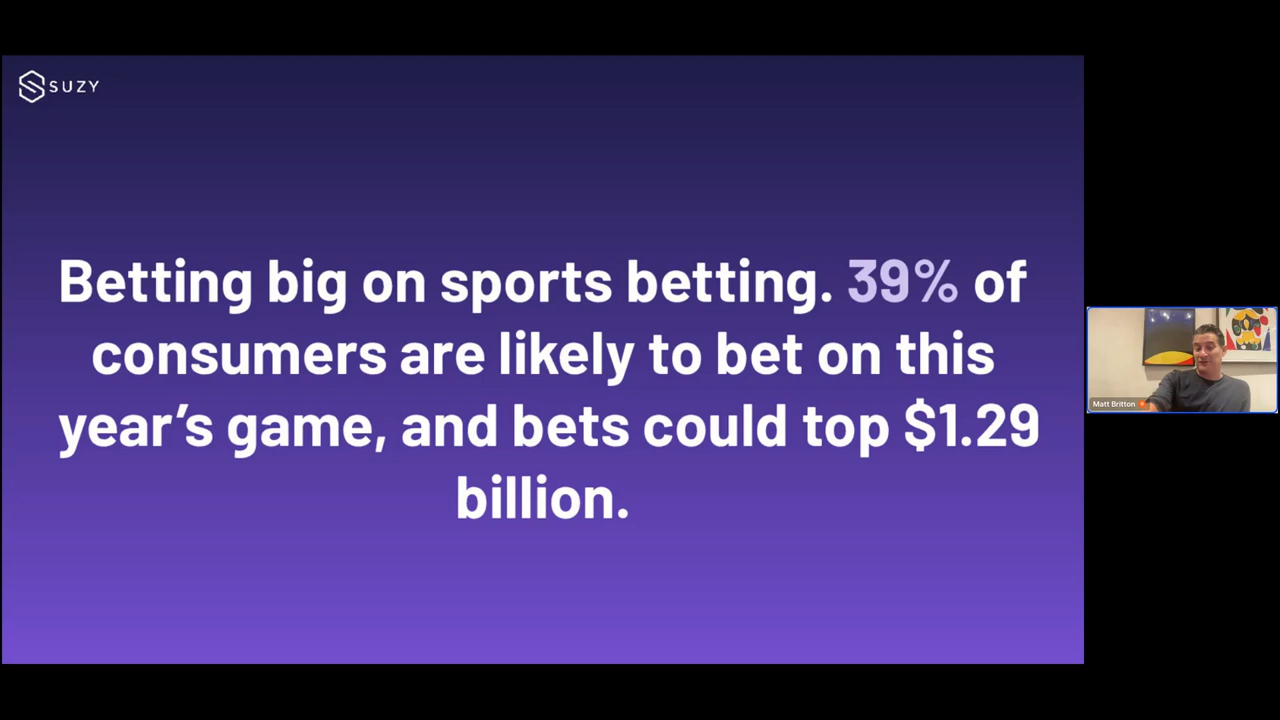 SUZY
Betting big on sports betting. 39% of
consumers are likely to bet on this
year’s game, and bets could top $1.29
billion.
Matt Britton